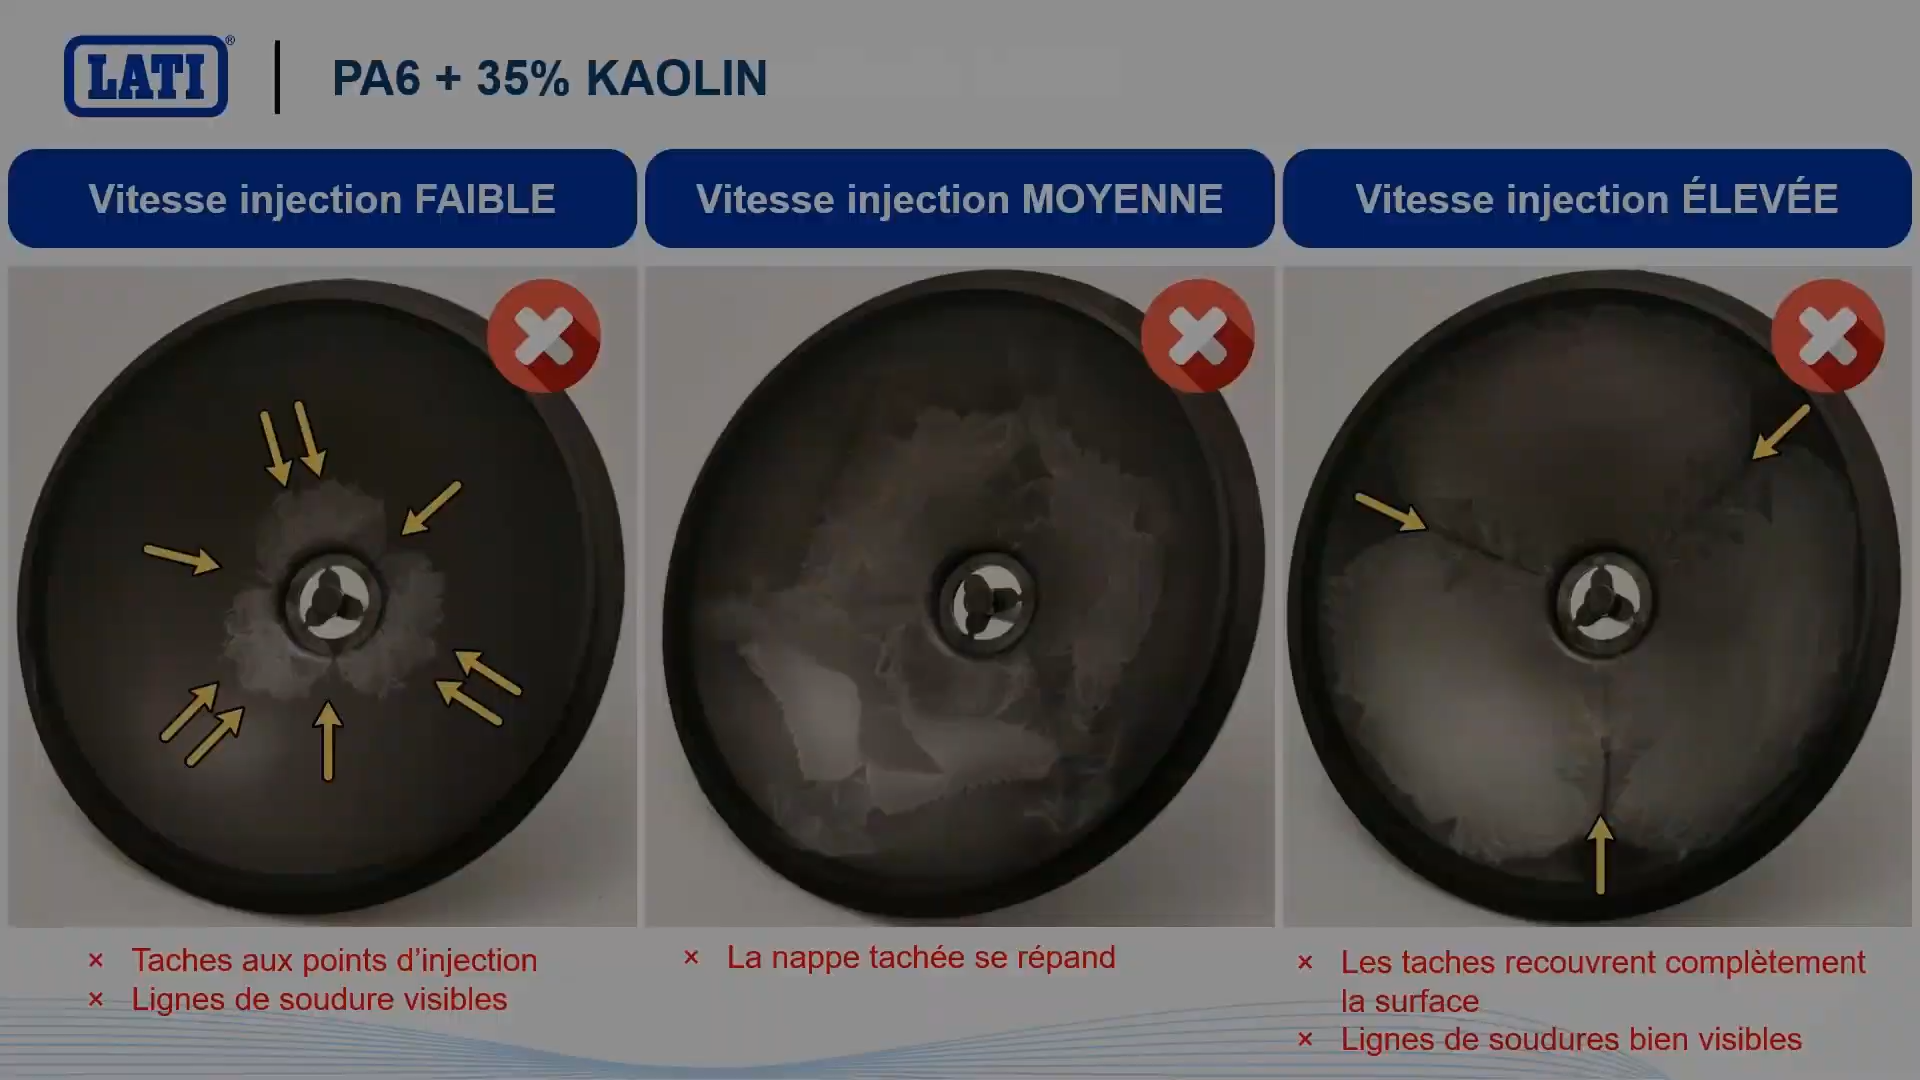 LATI®
PA6 + 35% KAOLIN
Vitesse injection FAIBLE
Vitesse injection MOYENNE
Vitesse injection ÉLEVÉE
× Taches aux points d’injection
× Lignes de soudure visibles
× La nappe tachée se répand
× Les taches recouvrent complètement
la surface
× Lignes de soudures bien visibles